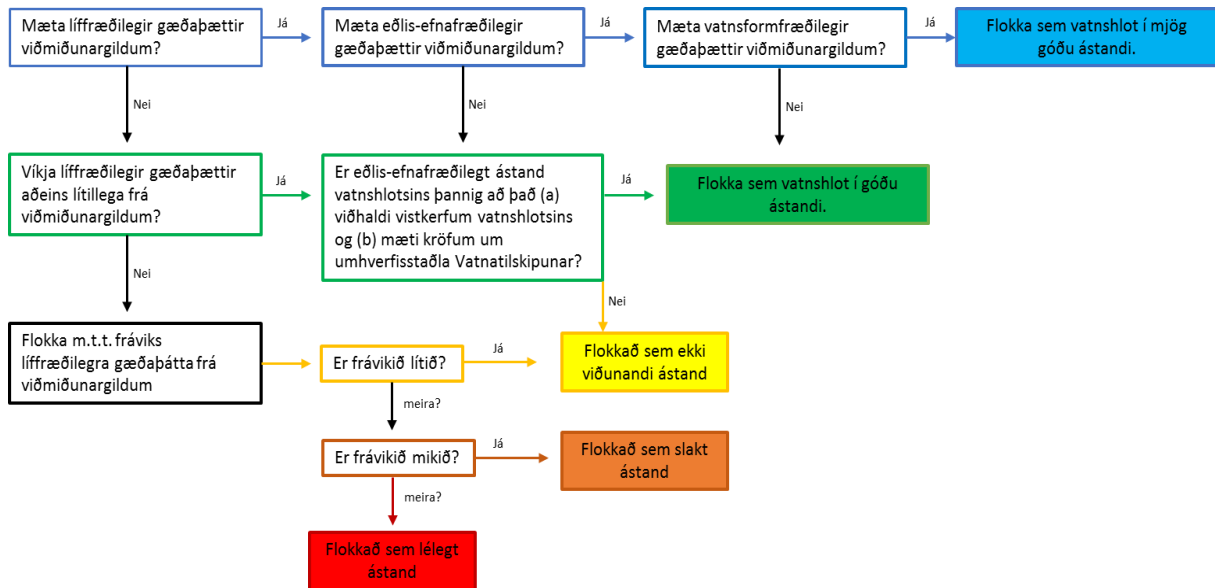 Mæta líffræðilegir gæðaþættir
viðmiðunargildum?
Já
Mæta eðlis-efnafræðilegir
gæðaþættir viðmiðunargildum?
Já
Mæta vatnsformfræðilegir
gæðaþættir viðmiðunargildum?
Já
Flokka sem vatnshlot í mjög
góðu ástandi.
Nei
Nei
Nei
Víkja líffræðilegir gæðaþættir
aðeins lítillega frá
viðmiðunargildum?
Já
Er eðlis-efnafræðilegt ástand
vatnshlotsins þannig að það (a)
viðhaldi vistkerfum vatnshlotsins
og (b) mæti kröfum um
umhverfisstaðla Vatnatilskipunar?
Já
Flokka sem vatnshlot í góðu
ástandi.
Nei
Nei
Flokka m.t.t. fráviks
líffræðilegra gæðaþátta frá
viðmiðunargildum
Er frávikið lítið?
Já
Flokkað sem ekki
viðunandi ástand
meira?
Er frávikið mikið?
Já
Flokkað sem slakt
ástand
meira?
Flokkað sem lélegt
ástand